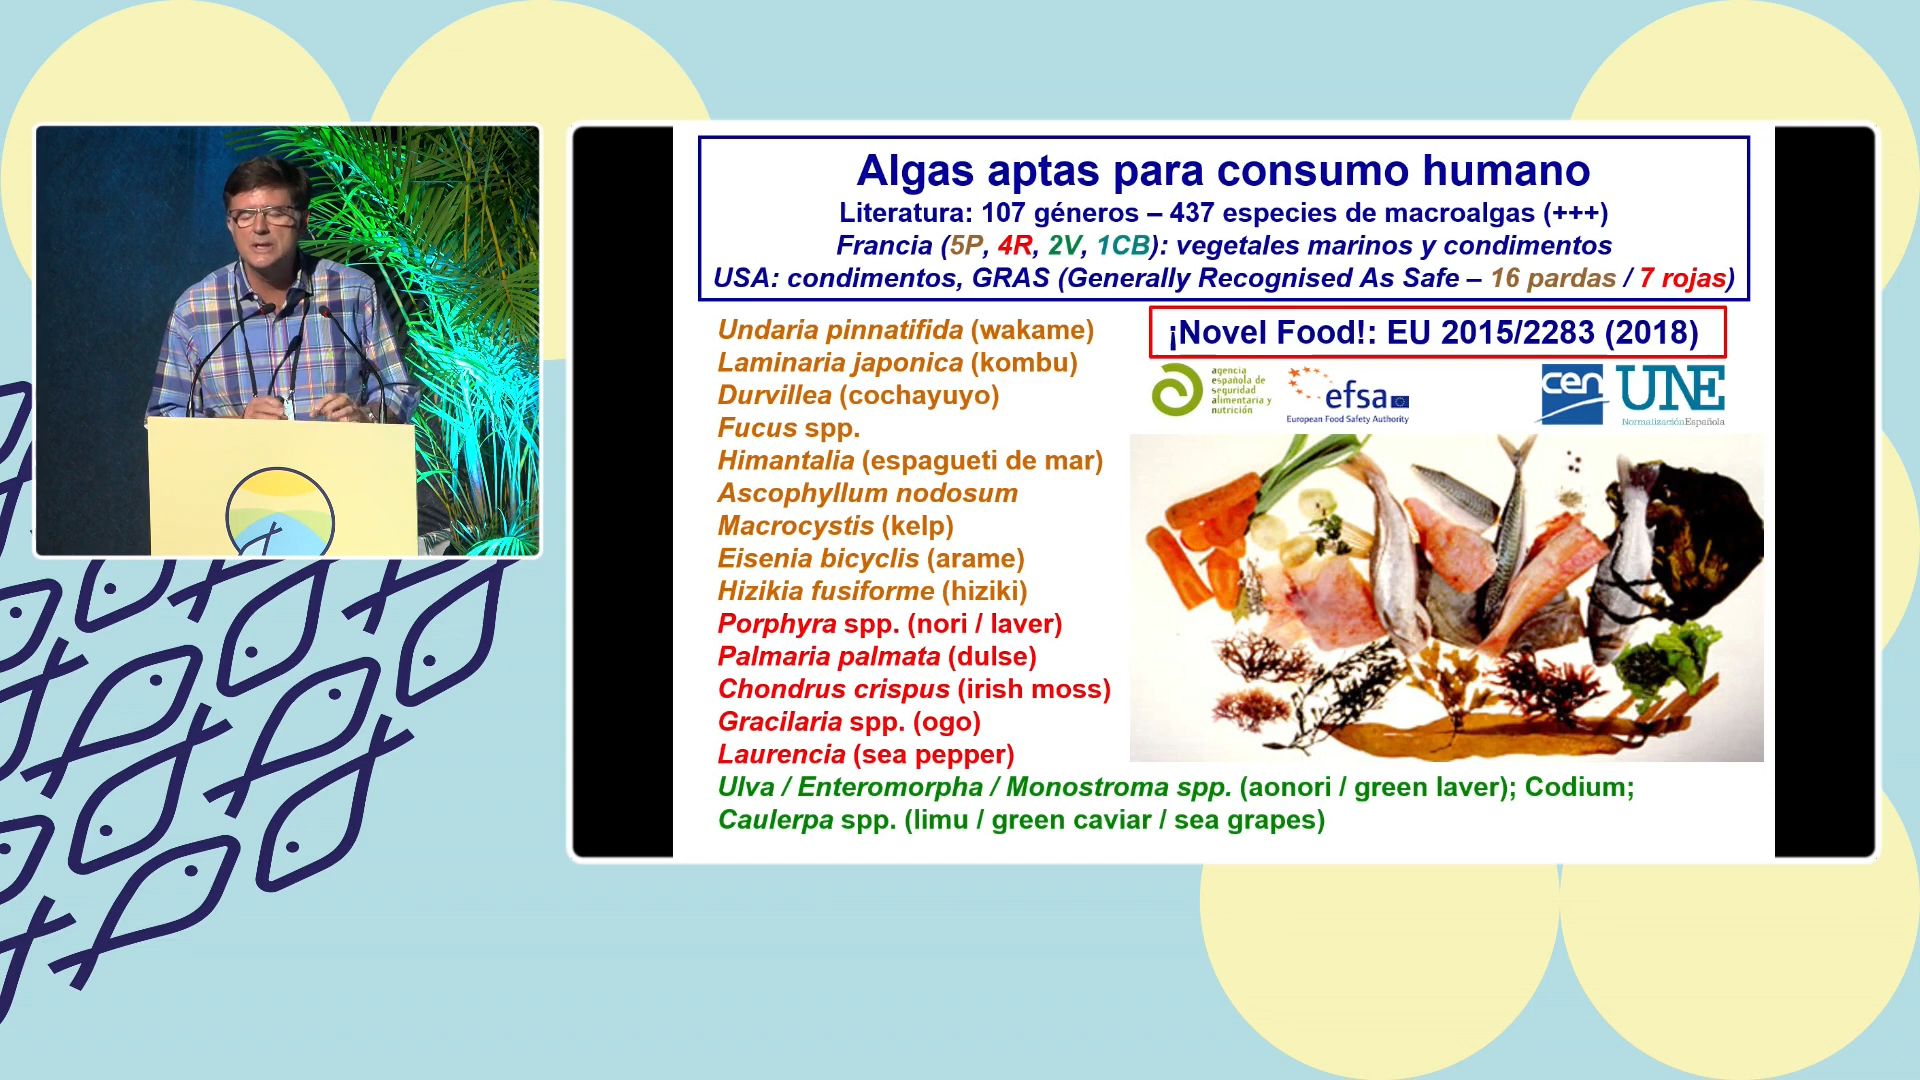 Algas aptas para consumo humano
Literatura: 107 géneros – 437 especies de macroalgas (+++)
Francia (5P, 4R, 2V, 1CB): vegetales marinos y condimentos
USA: condimentos, GRAS (Generally Recognised As Safe – 16 pardas / 7 rojas)
¡Novel Food!: EU 2015/2283 (2018)
agencia
española de
seguridad
alimentaria y
nutrición
efsa
European Food Safety Authority
cen
UNE
NormalizaciónEspañola
Undaria pinnatifida (wakame)
Laminaria japonica (kombu)
Durvillea (cochayuyo)
Fucus spp.
Himantalia (espagueti de mar)
Ascophyllum nodosum
Macrocystis (kelp)
Eisenia bicyclis (arame)
Hizikia fusiforme (hiziki)
Porphyra spp. (nori / laver)
Palmaria palmata (dulse)
Chondrus crispus (irish moss)
Gracilaria spp. (ogo)
Laurencia (sea pepper)
Ulva / Enteromorpha / Monostroma spp. (aonori / green laver); Codium;
Caulerpa spp. (limu / green caviar / sea grapes)